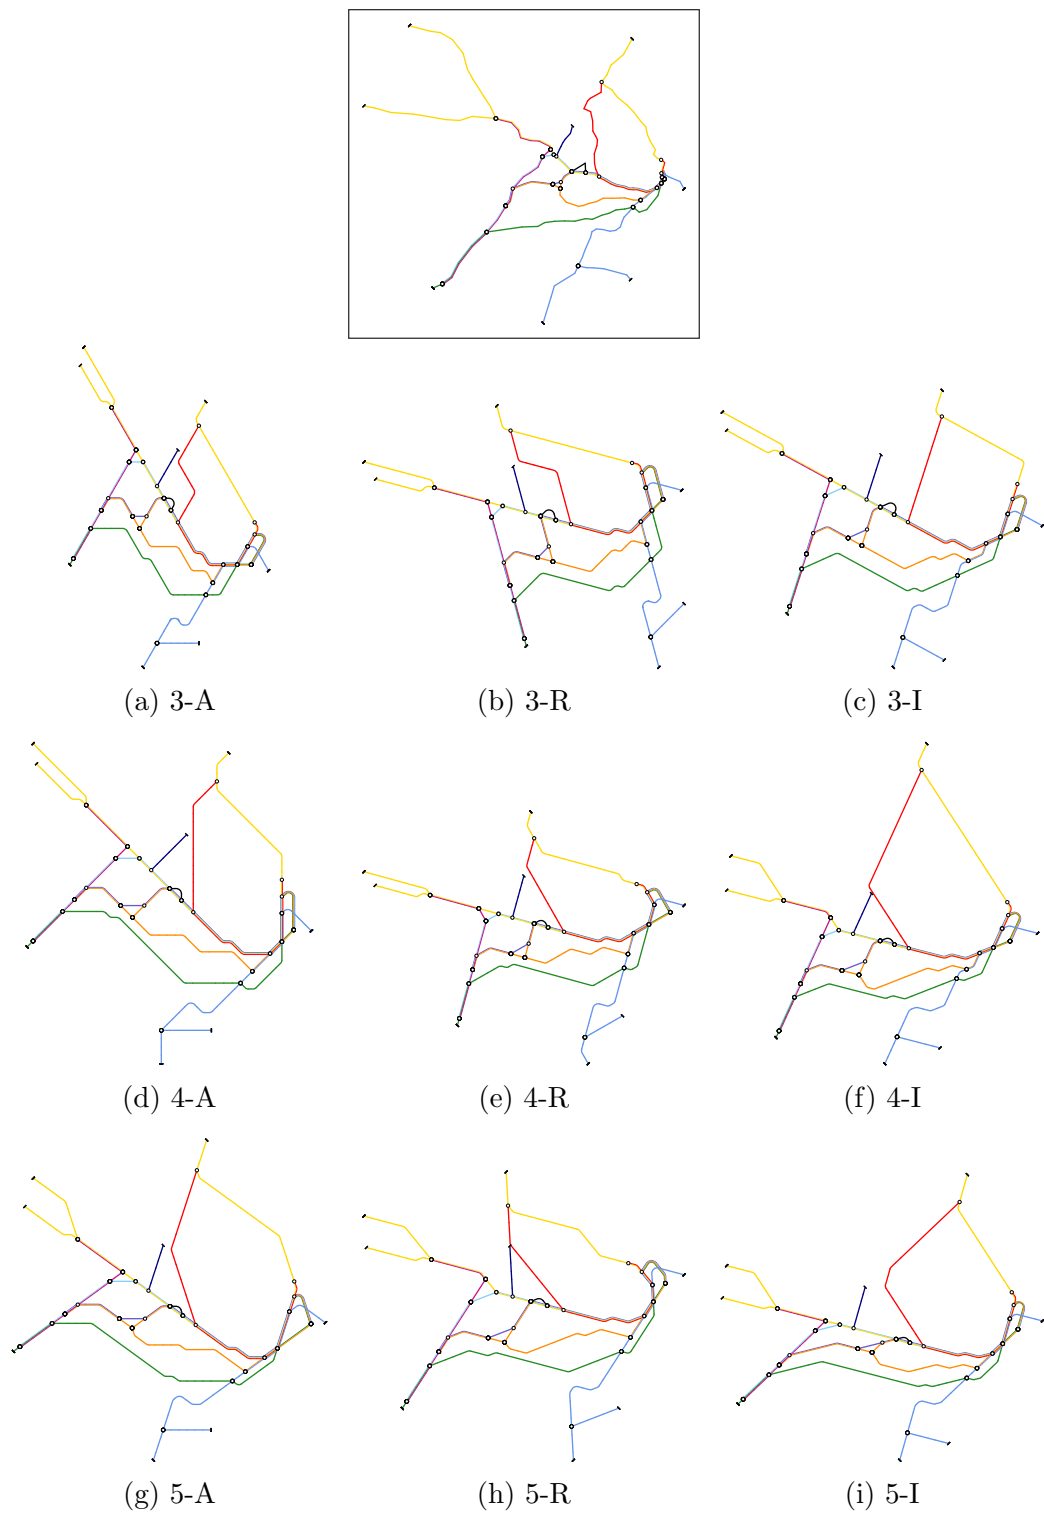 (a) 3-A
(b) 3-R
(c) 3-I
(d) 4-A
(e) 4-R
(f) 4-I
(g) 5-A
(h) 5-R
(i) 5-I